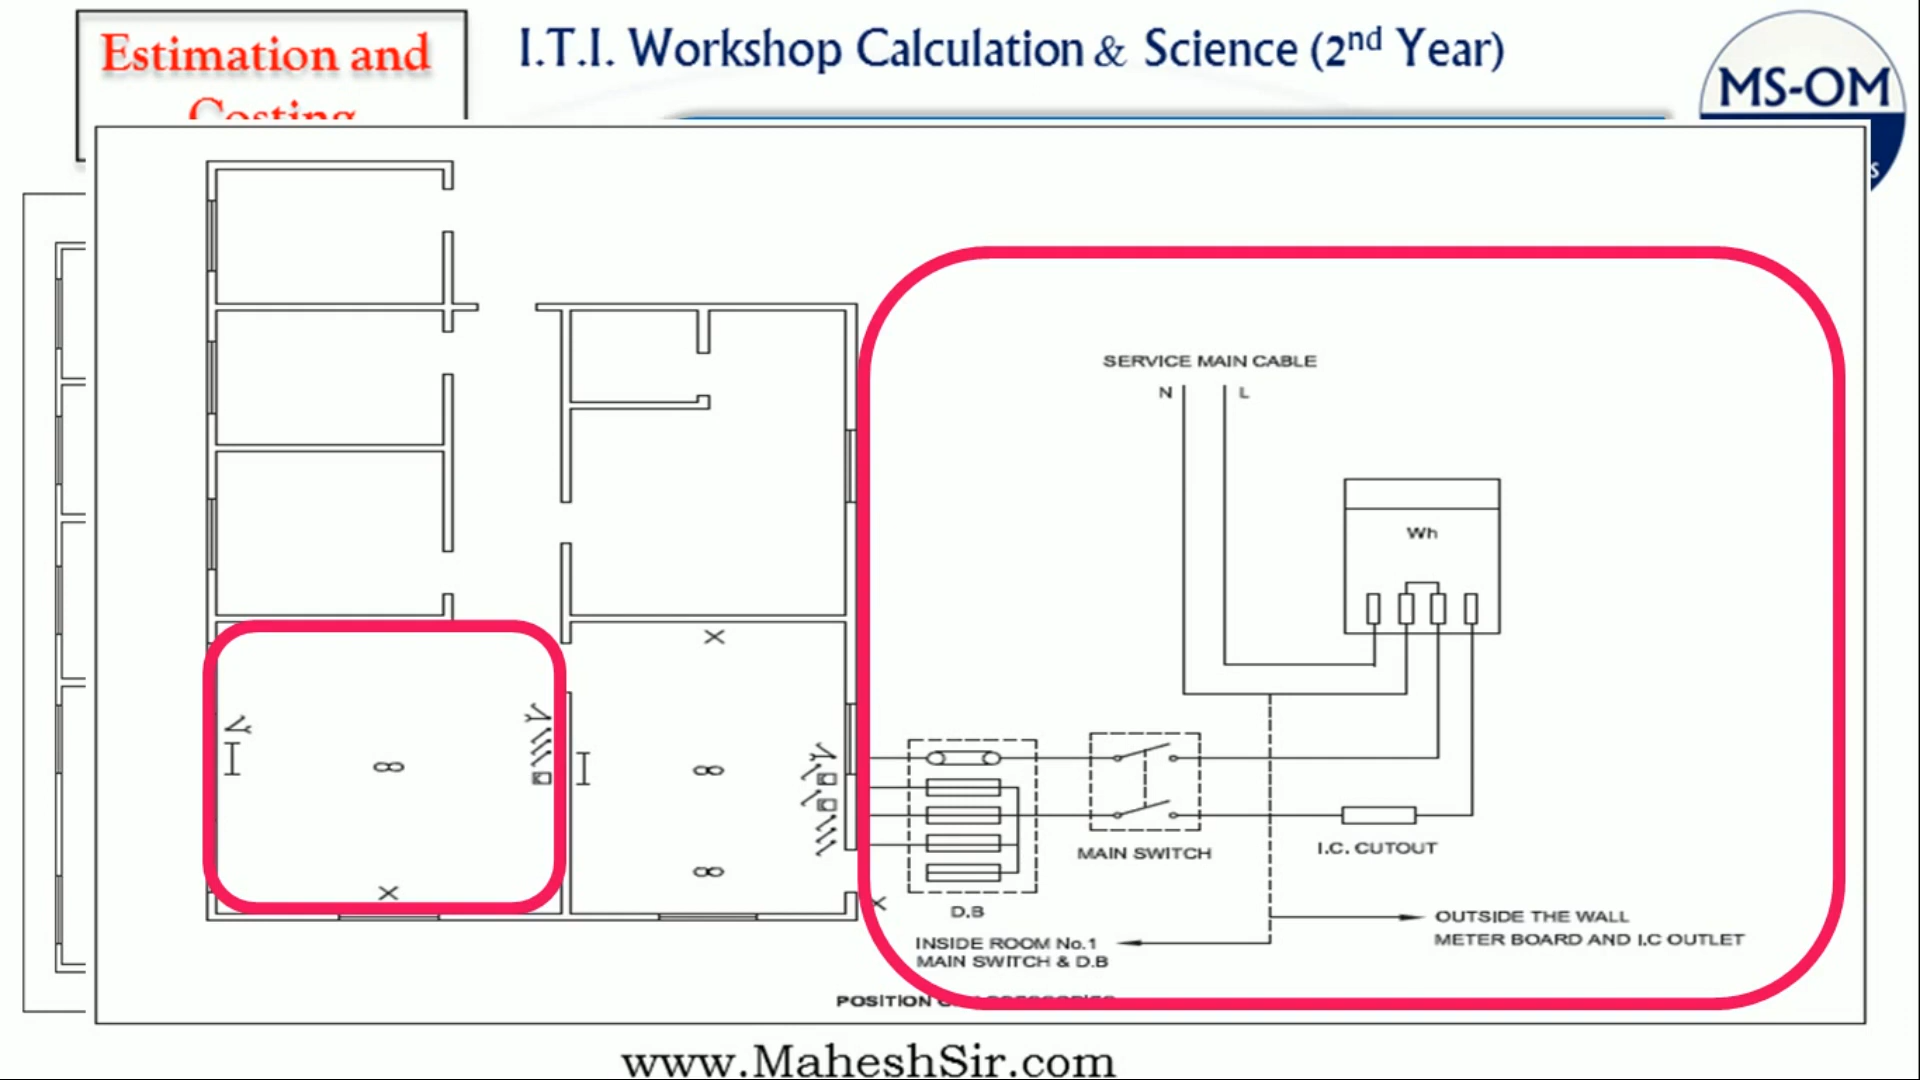 Estimation and
Costing
I.T.I. Workshop Calculation & Science (2nd Year)
MS-OM
SERVICE MAIN CABLE
N L
Wh
MAIN SWITCH
I.C. CUTOUT
D.B
OUTSIDE THE WALL
METER BOARD AND I.C OUTLET
INSIDE ROOM No.1
MAIN SWITCH & D.B
POSITION
www.MaheshSir.com